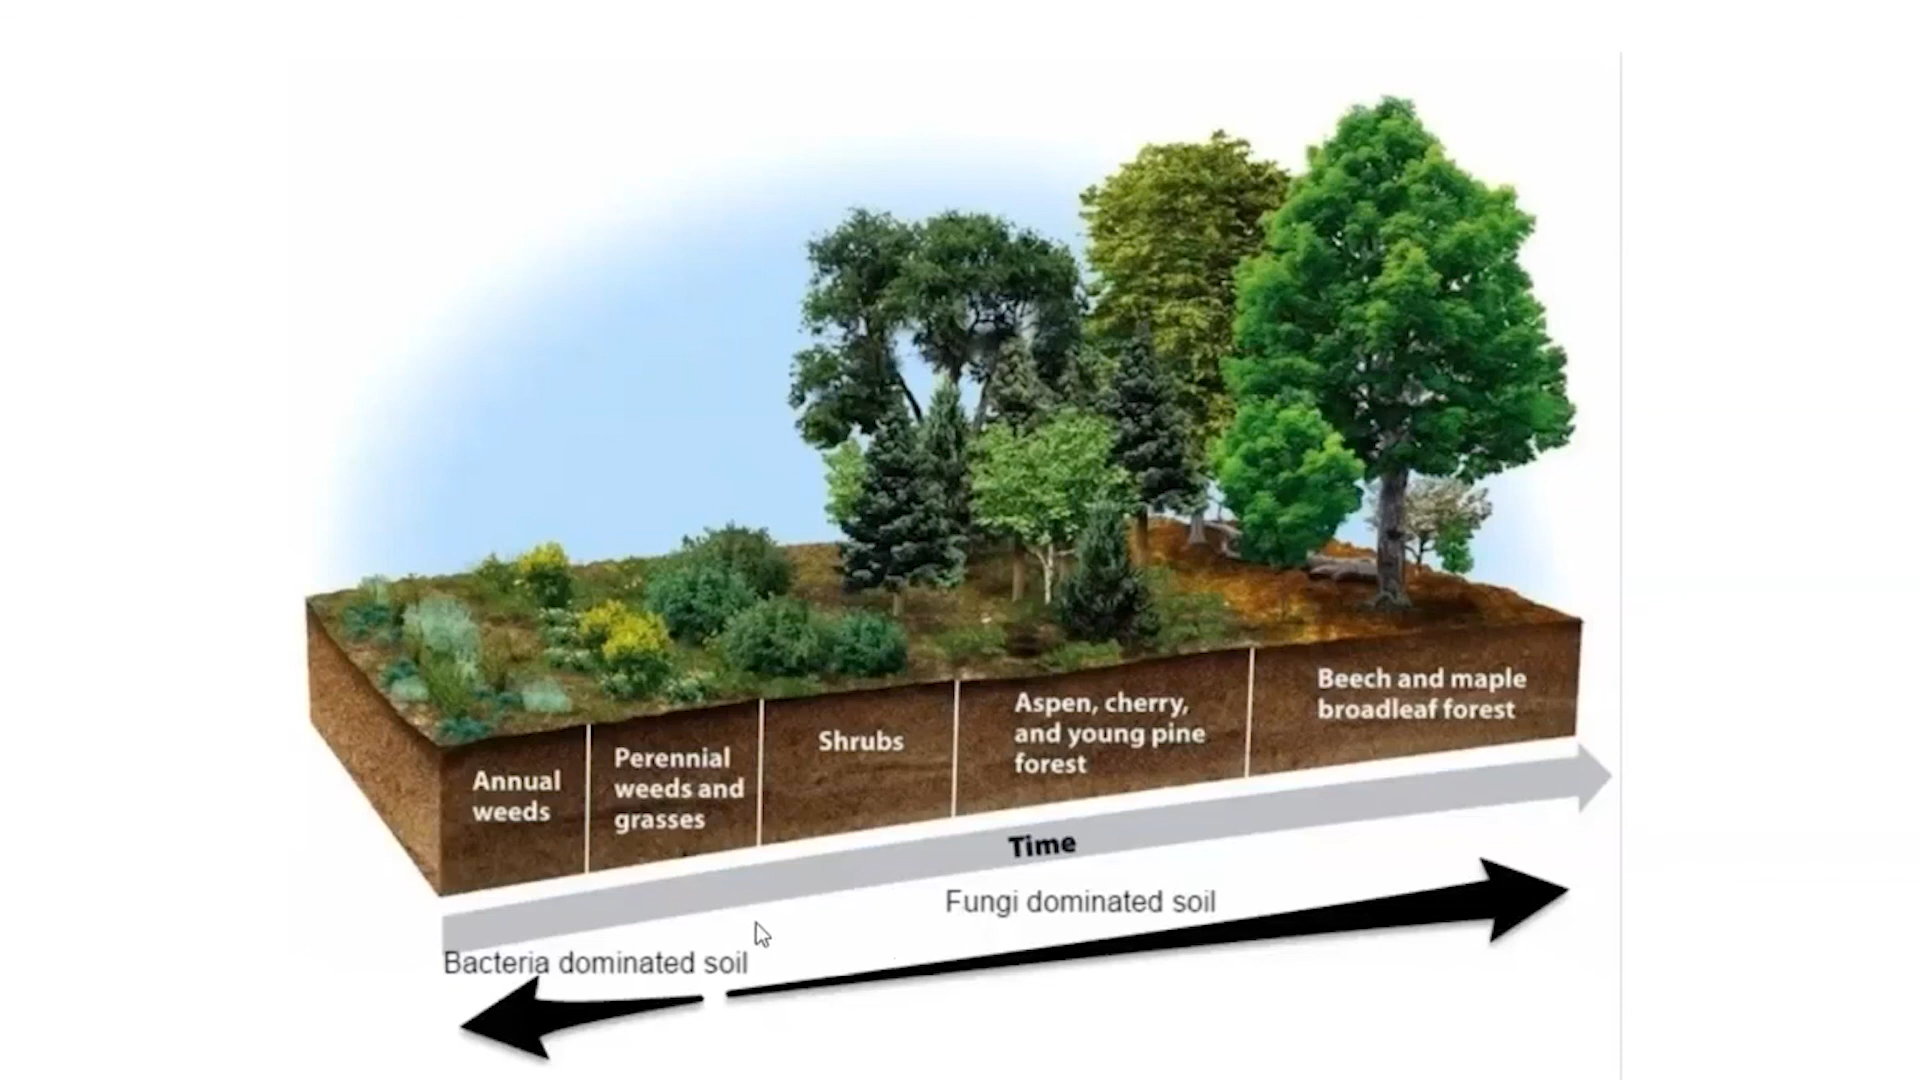 Annual
weeds
Perennial
weeds and
grasses
Shrubs
Aspen, cherry,
and young pine
forest
Beech and maple
broadleaf forest
Time
Fungi dominated soil
Bacteria dominated soil